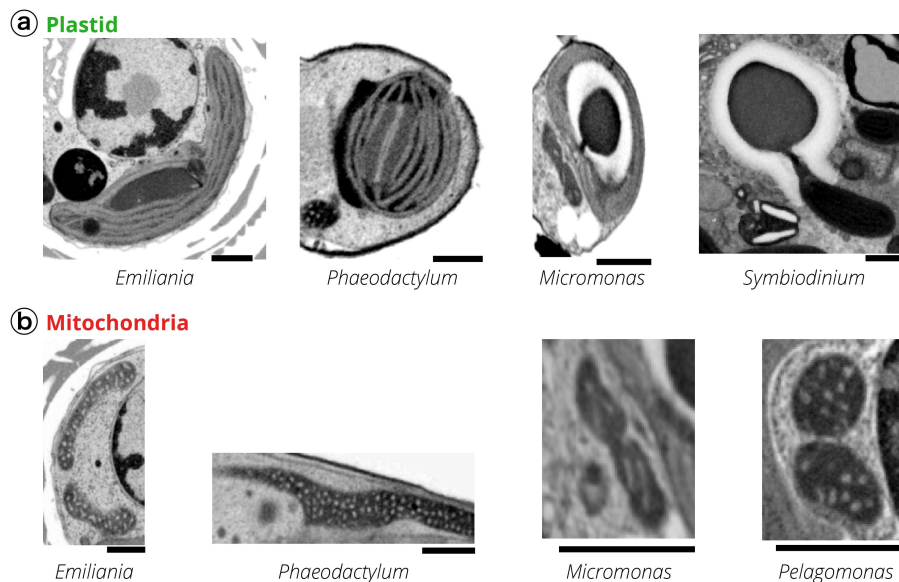 ⓐ Plastid
Emiliania
Phaeodactylum
Micromonas
Symbiodinium
ⓑ Mitochondria
Emiliania
Phaeodactylum
Micromonas
Pelagomonas